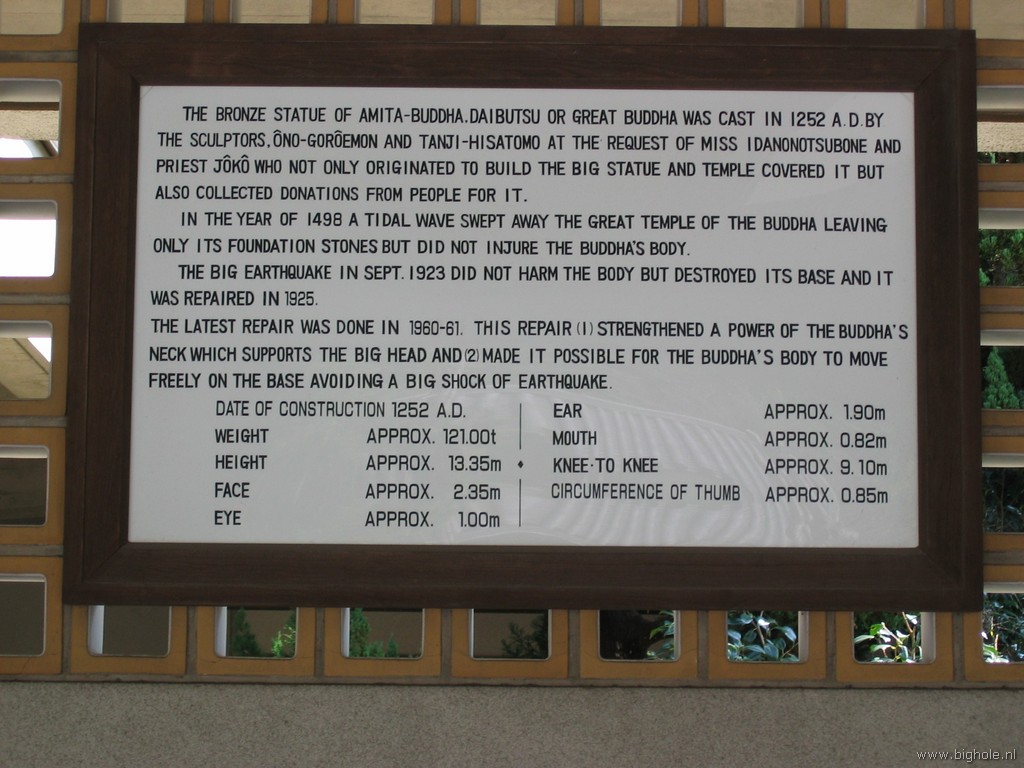 THE BRONZE STATUE OF AMITA-BUDDHA.DAIBUTSU OR GREAT BUDDHA WAS CAST IN 1252 A.D.BY
THE SCULPTORS.ÔNO-GORÔEMON AND TANJI-HISATOMO AT THE REQUEST OF MISS IDANONOTSUBONE AND
PRIEST JÔKÔ WHO NOT ONLY ORIGINATED TO BUILD THE BIG STATUE AND TEMPLE COVERED IT BUT
ALSO COLLECTED DONATIONS FROM PEOPLE FOR IT.
IN THE YEAR OF 1498 A TIDAL WAVE SWEPT AWAY THE GREAT TEMPLE OF THE BUDDHA LEAVING
ONLY ITS FOUNDATION STONES BUT DID NOT INJURE THE BUDDHA'S BODY.
THE BIG EARTHQUAKE IN SEPT. 1923 DID NOT HARM THE BODY BUT DESTROYED ITS BASE AND IT
WAS REPAIRED IN 1925.
THE LATEST REPAIR WAS DONE IN 1960-61. THIS REPAIR (1) STRENGTHENED A POWER OF THE BUDDHA'S
NECK WHICH SUPPORTS THE BIG HEAD AND (2) MADE IT POSSIBLE FOR THE BUDDHA'S BODY TO MOVE
FREELY ON THE BASE AVOIDING A BIG SHOCK OF EARTHQUAKE.
DATE OF CONSTRUCTION 1252 A.D.
WEIGHT APPROX. 121.00t
HEIGHT APPROX. 13.35m
FACE APPROX. 2.35m
EYE APPROX. 1.00m
EAR APPROX. 1.90m
MOUTH APPROX. 0.82m
KNEE·TO KNEE APPROX. 9.10m
CIRCUMFERENCE OF THUMB APPROX. 0.85m
www.bighole.nl